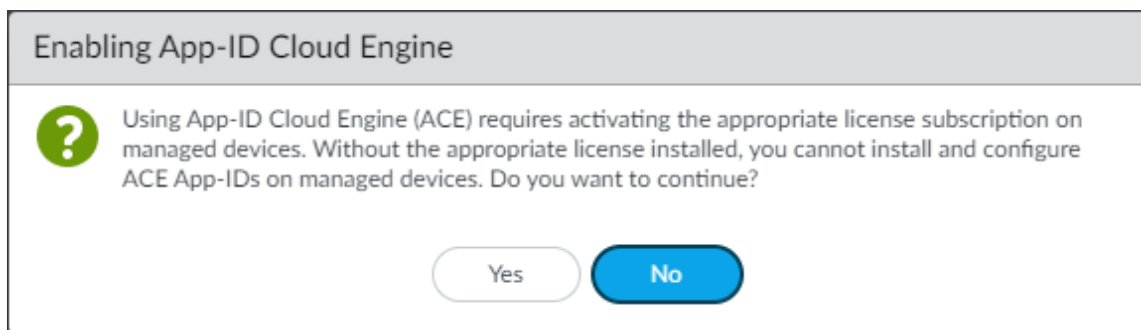 Enabling App-ID Cloud Engine
Using App-ID Cloud Engine (ACE) requires activating the appropriate license subscription on
managed devices. Without the appropriate license installed, you cannot install and configure
ACE App-IDs on managed devices. Do you want to continue?
Yes
No